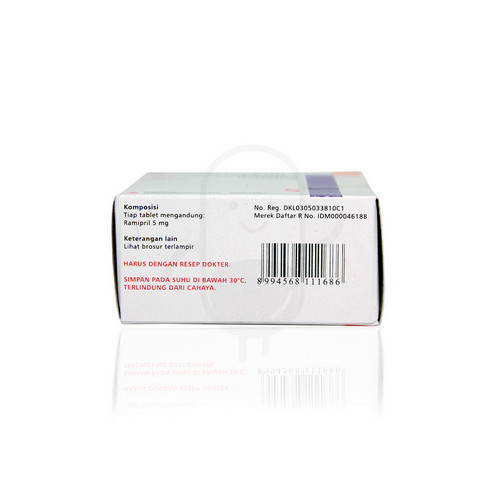 Komposisi
Tiap tablet mengandung:
Ramipril 5 mg
Keterangan lain
Lihat brosur terlampir
HARUS DENGAN RESEP DOKTER.
SIMPAN PADA SUHU DI BAWAH 30°C,
TERLINDUNG DARI CAHAYA.
No. Reg. DKL0305033810C1
Merek Daftar R No. IDM000046188
8 994568 111686